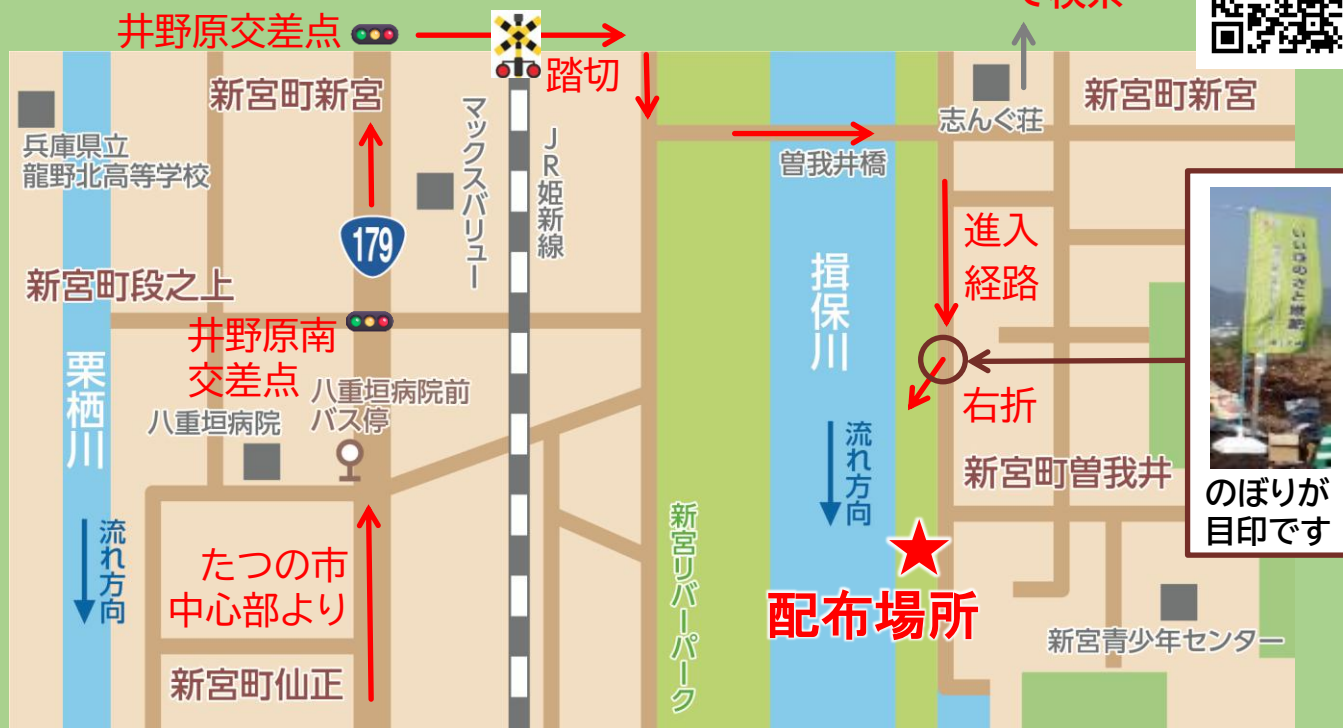 井野原交差点
踏切
新宮町新宮
兵庫県立
龍野北高等学校
マックスバリュー
JR姫新線
179
新宮町段之上
井野原南
交差点
八重垣病院前
バス停
八重垣病院
栗栖川
流れ方向
たつの市
中心部より
新宮町仙正
新宮リバーパーク
曽我井橋
揖保川
流れ方向
志んぐ荘
新宮町新宮
進入
経路
右折
新宮町曽我井
配布場所
新宮青少年センター
のぼりが
目印です